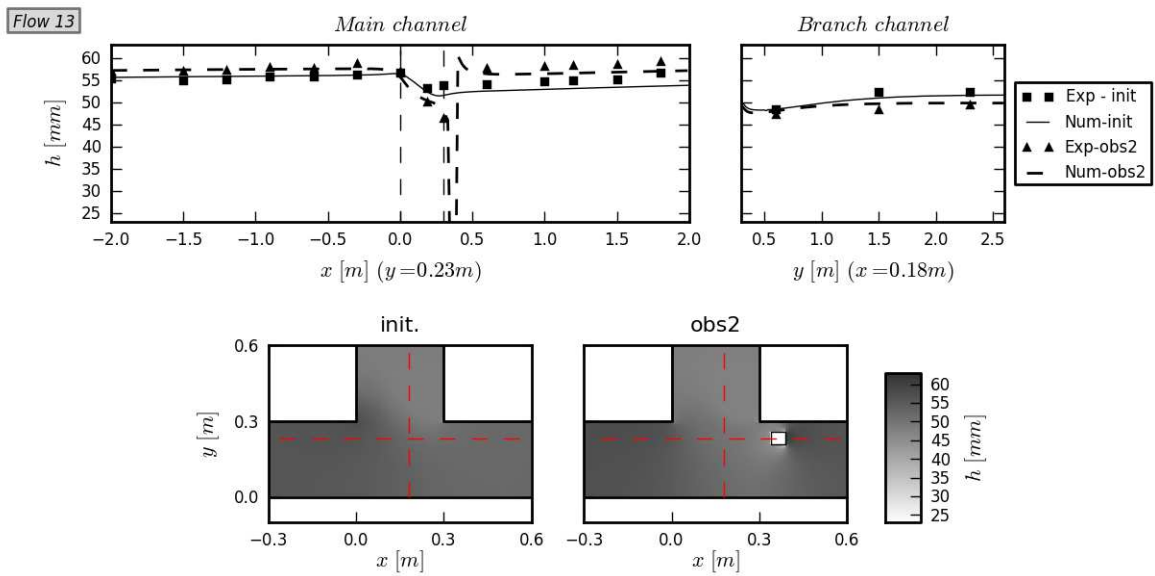 Flow 13
Main channel
Branch channel
60
55
50
45
40
35
30
25
h [mm]
−2.0 −1.5 −1.0 −0.5 0.0 0.5 1.0 1.5 2.0
x [m] (y=0.23m)
0.5 1.0 1.5 2.0 2.5
y [m] (x=0.18m)
Exp - init
Num-init
Exp-obs2
Num-obs2
init.
obs2
0.6
0.3
0.0
y [m]
−0.3 0.0 0.3 0.6
x [m]
−0.3 0.0 0.3 0.6
x [m]
60
55
50
45
40
35
30
25
h [mm]